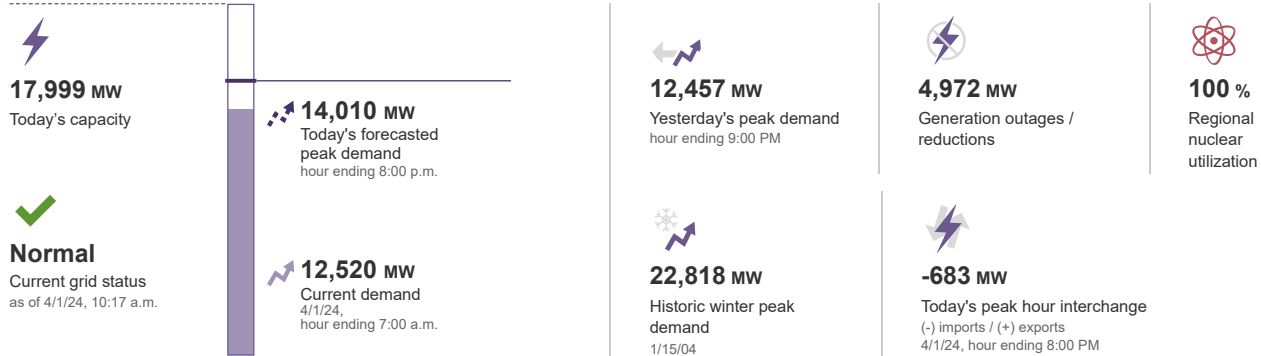 17,999 MW
Today's capacity
Normal
Current grid status
as of 4/1/24, 10:17 a.m.
14,010 MW
Today's forecasted
peak demand
hour ending 8:00 p.m.
12,520 MW
Current demand
4/1/24,
hour ending 7:00 a.m.
12,457 MW
Yesterday's peak demand
hour ending 9:00 PM
4,972 MW
Generation outages /
reductions
100 %
Regional
nuclear
utilization
22,818 MW
Historic winter peak
demand
1/15/04
-683 MW
Today's peak hour interchange
(-) imports / (+) exports
4/1/24, hour ending 8:00 PM